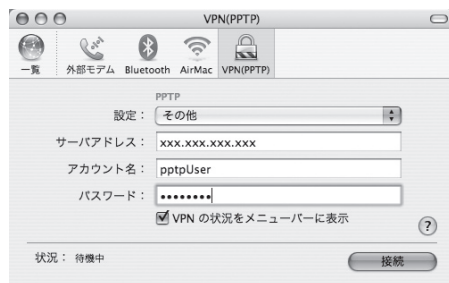 VPN(PPTP)
一覧 外部モデム Bluetooth AirMac VPN(PPTP)
PPTP
設定： その他
サーバアドレス： xxx.xxx.xxx.xxx
アカウント名： pptpUser
パスワード： ••••••••
VPN の状況をメニューバーに表示
?
状況： 待機中 接続